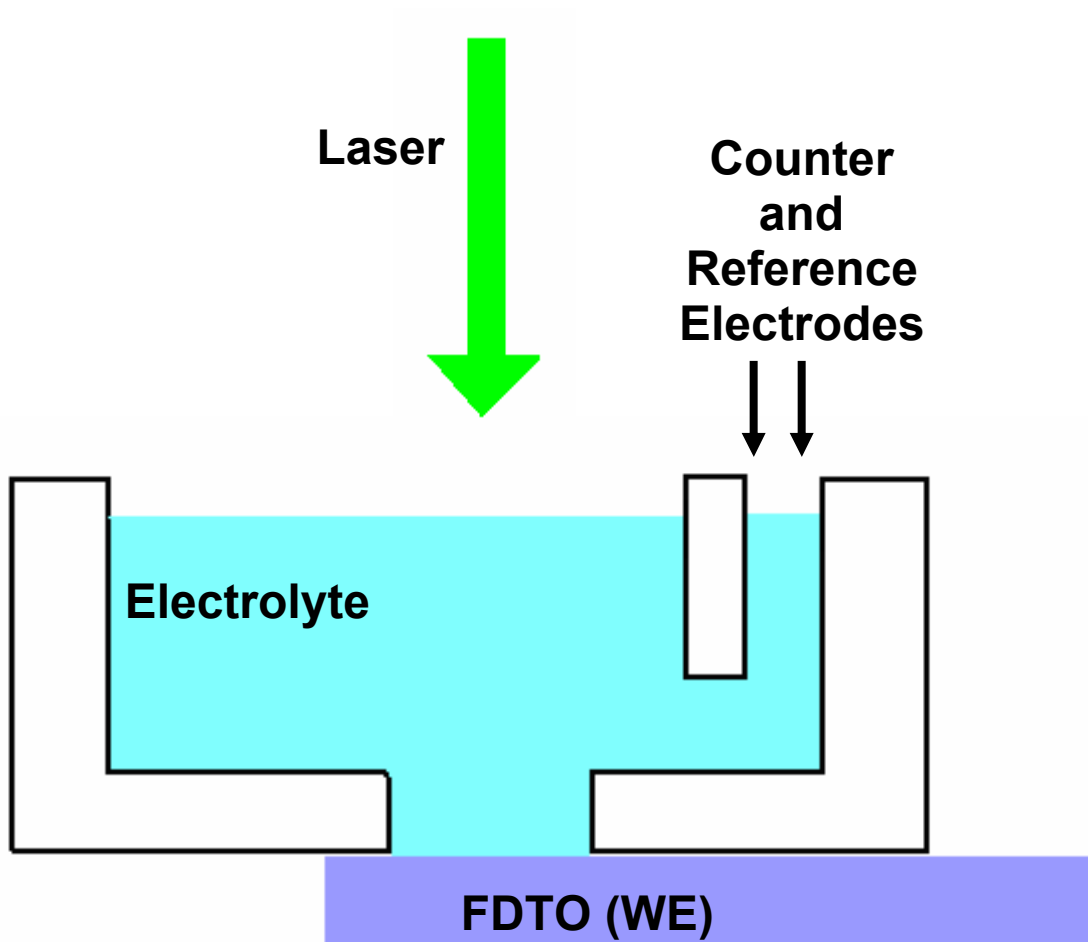 Laser
Counter
and
Reference
Electrodes
Electrolyte
FDTO (WE)